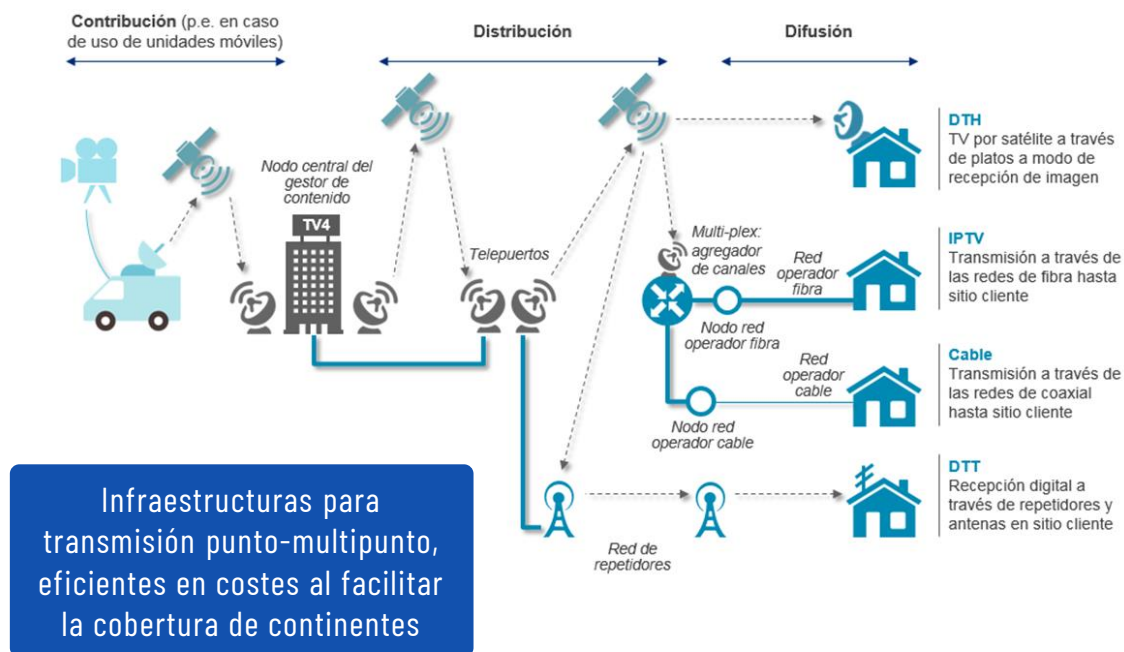 Contribución (p.e. en caso
de uso de unidades móviles)
Distribución
Difusión
Nodo central del
gestor de
contenido
TV4
Telepuertos
Multi-plex:
agregador
de canales
Red
operador
fibra
Nodo red
operador fibra
Red
operador
cable
Nodo red
operador cable
Red de
repetidores
DTH
TV por satélite a través
de platos a modo de
recepción de imagen
IPTV
Transmisión a través de
las redes de fibra hasta
sitio cliente
Cable
Transmisión a través de
las redes de coaxial
hasta sitio cliente
DTT
Recepción digital a
través de repetidores y
antenas en sitio cliente
Infraestructuras para
transmisión punto-multipunto,
eficientes en costes al facilitar
la cobertura de continentes